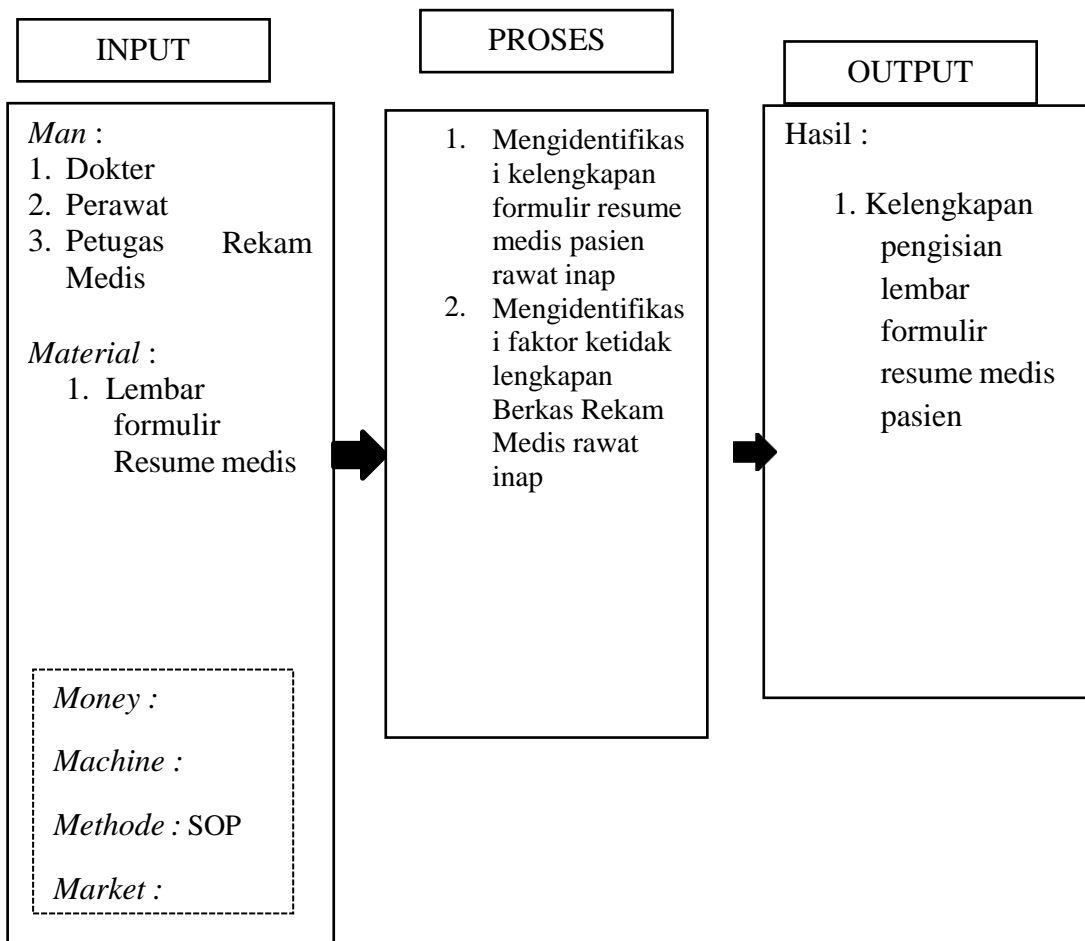 INPUT
Man :
1. Dokter
2. Perawat
3. Petugas Rekam
Medis
Material :
1. Lembar
formulir
Resume medis
Money :
Machine :
Methode : SOP
Market :
PROSES
1. Mengidentifikas
i kelengkapan
formulir resume
medis pasien
rawat inap
2. Mengidentifikas
i faktor ketidak
lengkapan
Berkas Rekam
Medis rawat
inap
OUTPUT
Hasil :
1. Kelengkapan
pengisian
lembar
formulir
resume medis
pasien